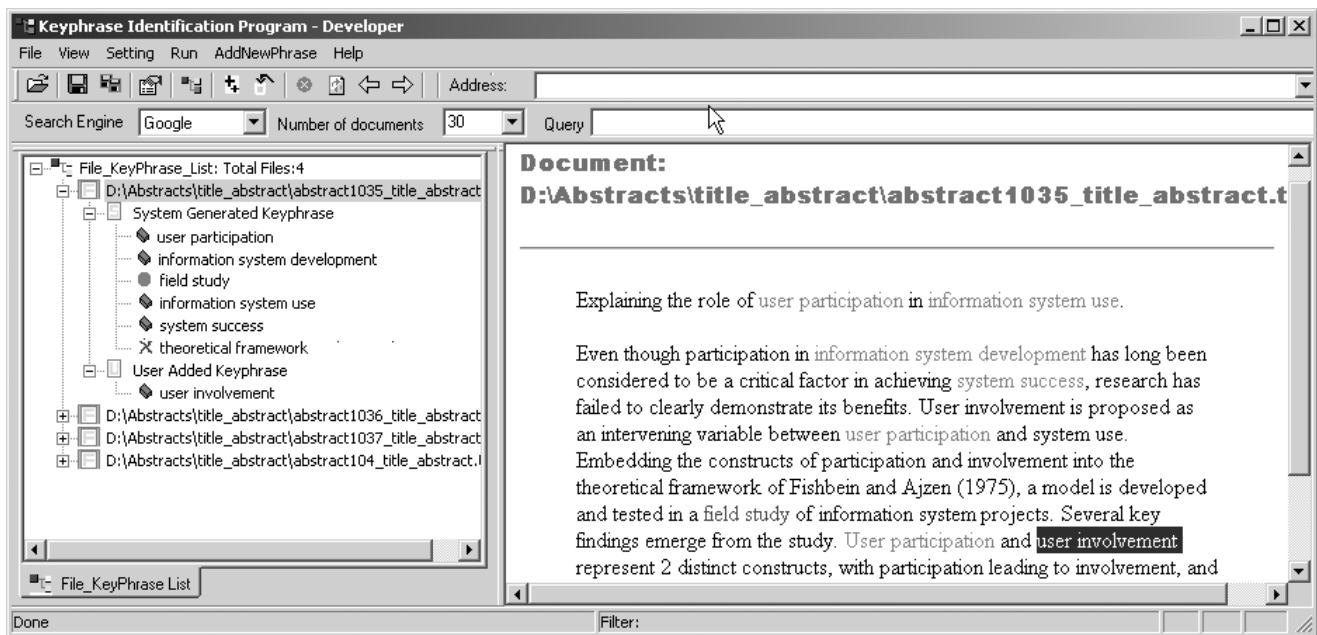 Keyphrase Identification Program - Developer
File View Setting Run AddNewPhrase Help
Address:
Search Engine Google Number of documents 30 Query
File_KeyPhrase_List: Total Files:4
D:\Abstracts\title_abstract\abstract1035_title_abstract
System Generated Keyphrase
user participation
information system development
field study
information system use
system success
theoretical framework
User Added Keyphrase
user involvement
D:\Abstracts\title_abstract\abstract1036_title_abstract
D:\Abstracts\title_abstract\abstract1037_title_abstract
D:\Abstracts\title_abstract\abstract104_title_abstract.
File_KeyPhrase List
Document:
D:\Abstracts\title_abstract\abstract1035_title_abstract.t
Explaining the role of user participation in information system use.
Even though participation in information system development has long been
considered to be a critical factor in achieving system success, research has
failed to clearly demonstrate its benefits. User involvement is proposed as
an intervening variable between user participation and system use.
Embedding the constructs of participation and involvement into the
theoretical framework of Fishbein and Ajzen (1975), a model is developed
and tested in a field study of information system projects. Several key
findings emerge from the study. User participation and user involvement
represent 2 distinct constructs, with participation leading to involvement, and
Done Filter: